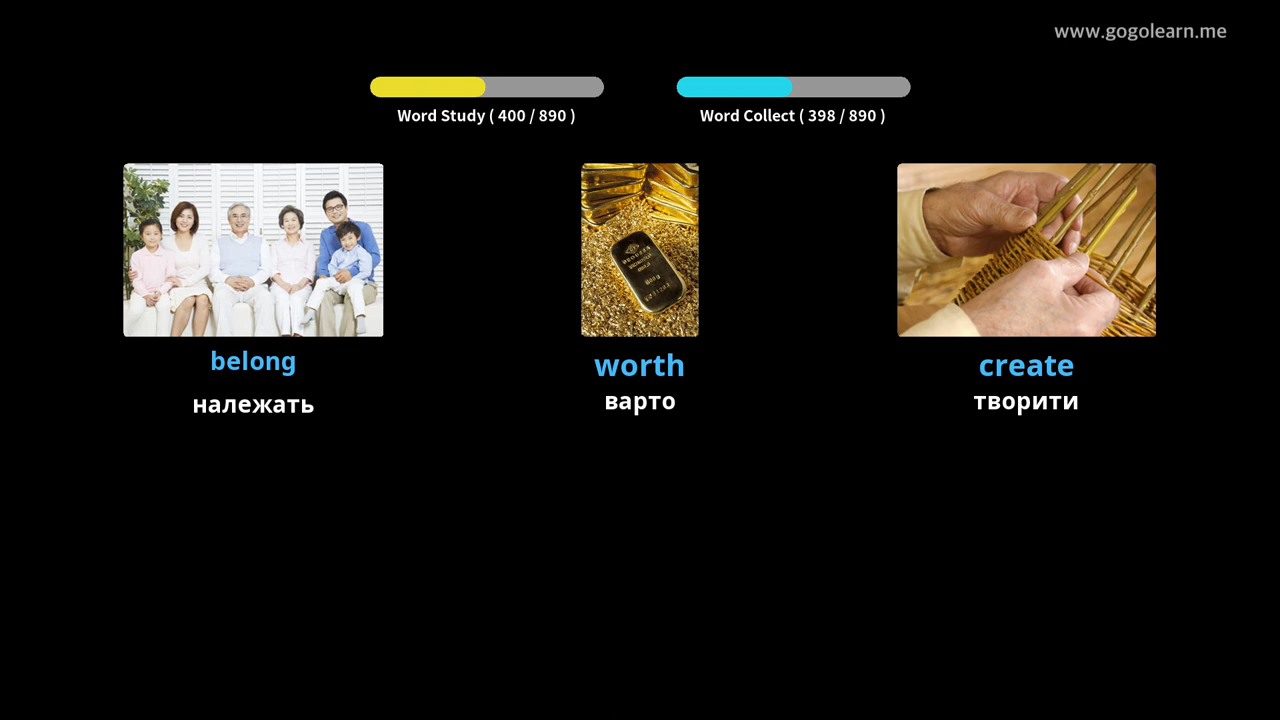 www.gogolearn.me
Word Study ( 400 / 890 )
Word Collect ( 398 / 890 )
belong
worth
create
належать
варто
творити